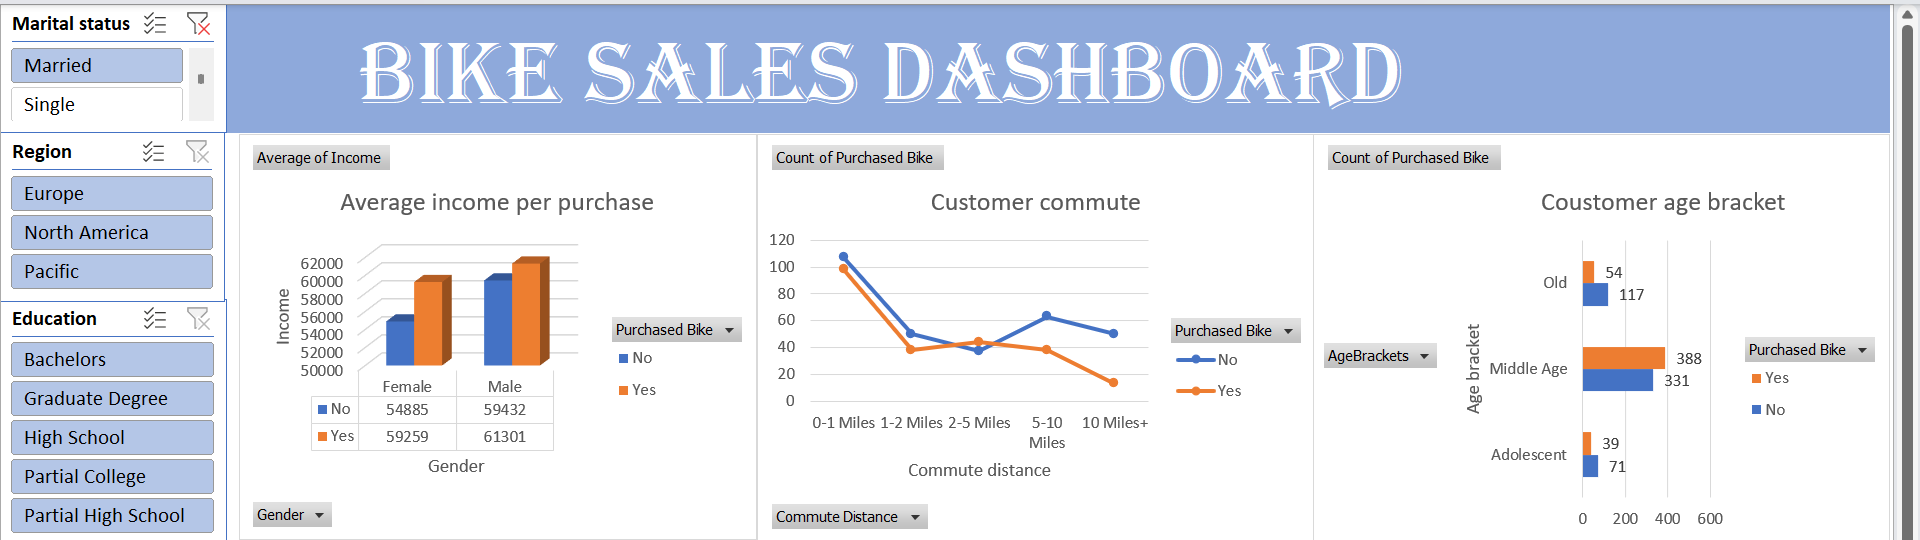 Marital status
Married
Single
Region
Europe
North America
Pacific
Education
Bachelors
Graduate Degree
High School
Partial College
Partial High School
BIKE SALES DASHBOARD
Average of Income
Average income per purchase
Income
62000
60000
58000
56000
54000
52000
50000
Female Male
No 54885 59432
Yes 59259 61301
Gender
Purchased Bike
No
Yes
Gender
Count of Purchased Bike
Customer commute
120
100
80
60
40
20
0
0-1 Miles 1-2 Miles 2-5 Miles 5-10 Miles 10 Miles+
Commute distance
Purchased Bike
No
Yes
Commute Distance
Count of Purchased Bike
Coustomer age bracket
AgeBrackets
Age bracket
Old
54
117
Middle Age
388
331
Adolescent
39
71
0 200 400 600
Purchased Bike
Yes
No